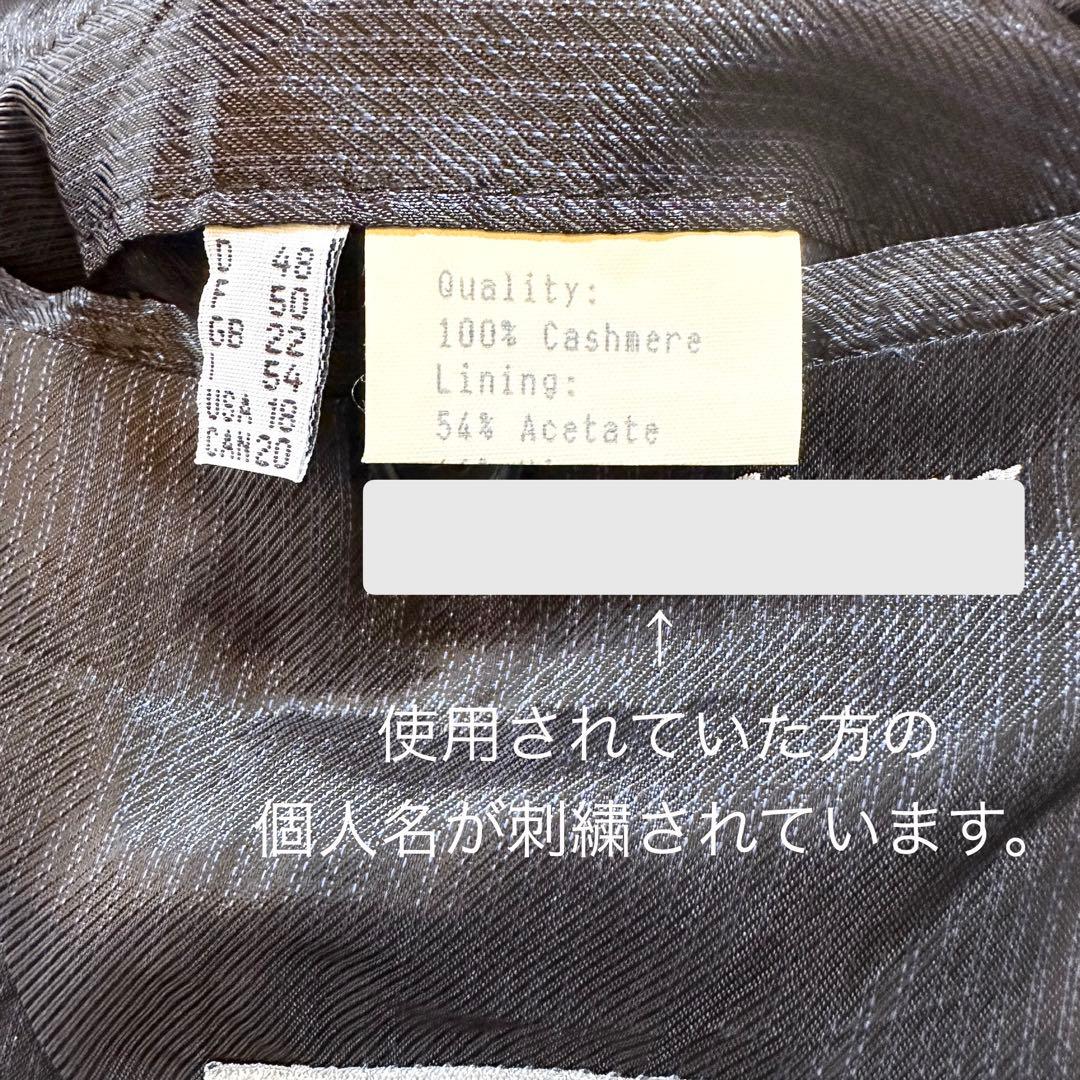 D 48
F 50
GB 22
I 54
USA 18
CAN 20
Quality:
100% Cashmere
Lining:
54% Acetate
↑
使用されていた方の
個人名が刺繍されています。